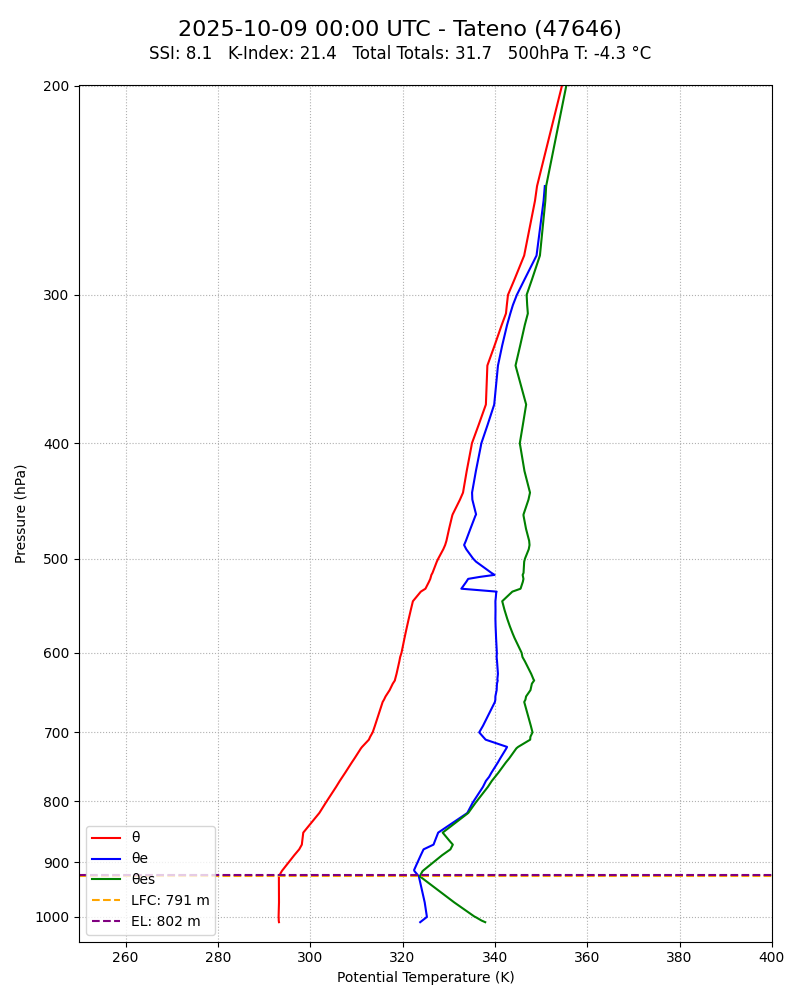 2025-10-09 00:00 UTC - Tateno (47646)
SSI: 8.1 K-Index: 21.4 Total Totals: 31.7 500hPa T: -4.3 °C
200
300
400
500
600
700
800
900
1000
Pressure (hPa)
θ
θe
θes
LFC: 791 m
EL: 802 m
260 280 300 320 340 360 380 400
Potential Temperature (K)